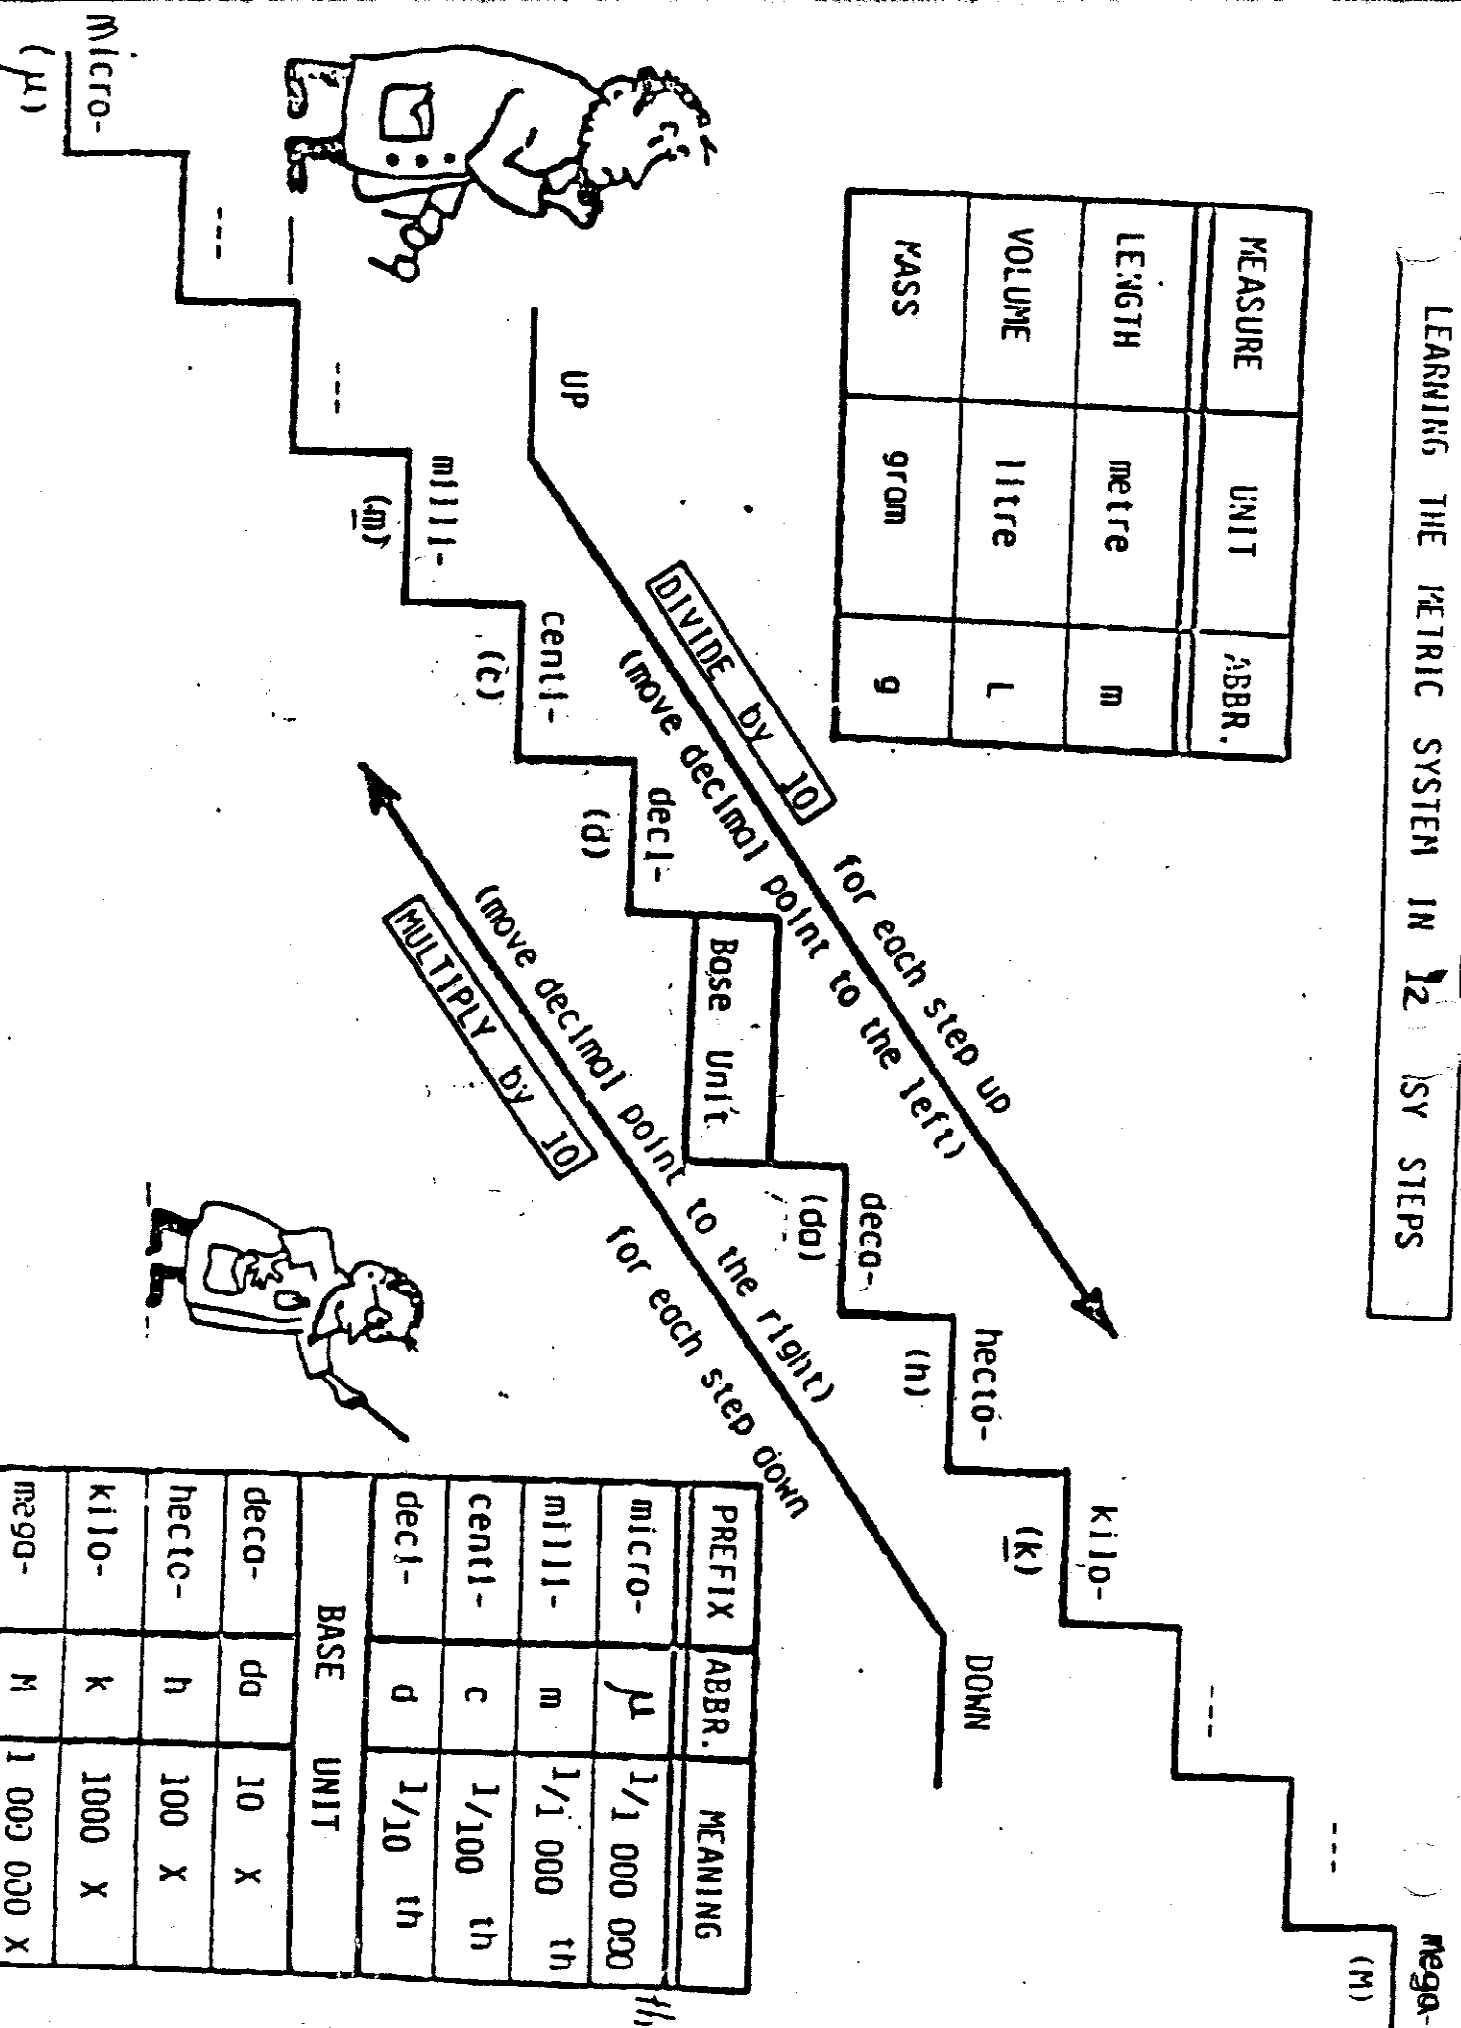 LEARNING THE METRIC SYSTEM IN 12 SY STEPS
MEASURE UNIT ABBR.
LENGTH metre m
VOLUME litre L
MASS gram g
mega-
(M)
---
---
kilo-
(k)
hecto-
(h)
deca-
(da)
Base Unit
deci-
(d)
centi-
(c)
milli-
(m)
---
---
micro-
(µ)
UP
DIVIDE by 10 for each step up
(move decimal point to the left)
DOWN
(move decimal point to the right)
MULTIPLY by 10 for each step down
PREFIX ABBR. MEANING
micro- µ 1/1 000 000 th
milli- m 1/1 000 th
centi- c 1/100 th
deci- d 1/10 th
BASE UNIT
deca- da 10 X
hecto- h 100 X
kilo- k 1000 X
mega- M 1 000 000 X